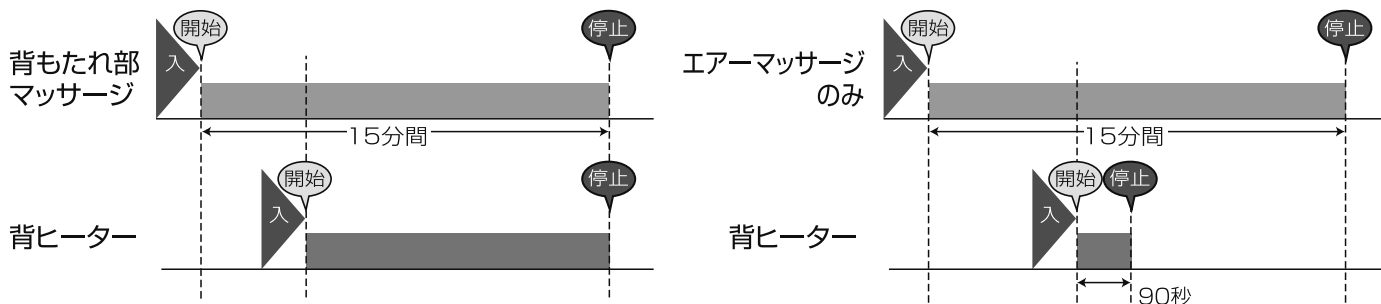 開始
停止
入
背もたれ部
マッサージ
15分間
開始
停止
入
背ヒーター
開始
停止
入
エアーマッサージ
のみ
15分間
開始
停止
入
背ヒーター
90秒